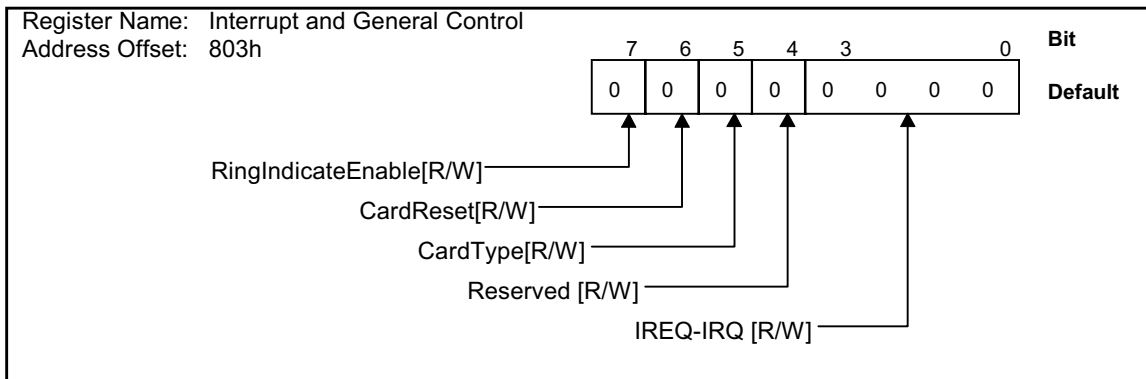 Register Name: Interrupt and General Control
Address Offset: 803h
7 6 5 4 3 0 Bit
0 0 0 0 0 0 0 0 Default
RingIndicateEnable[R/W]
CardReset[R/W]
CardType[R/W]
Reserved [R/W]
IREQ-IRQ [R/W]